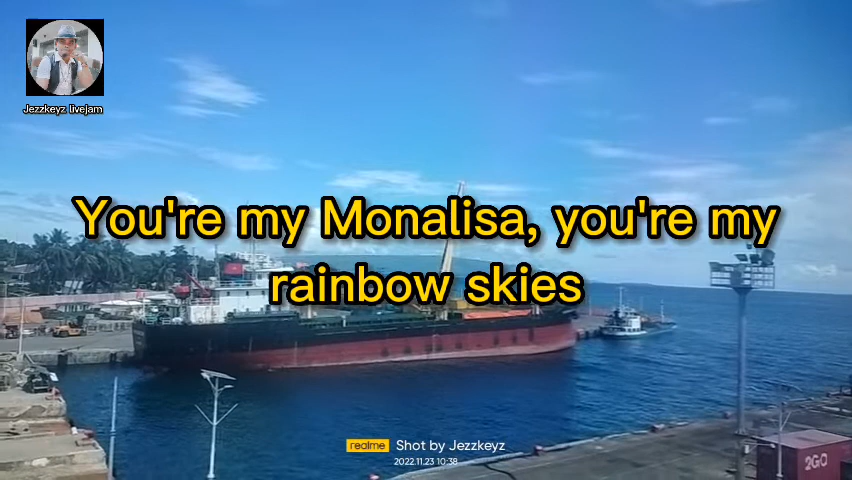 Jezzkeyz livejam
You're my Monalisa, you're my
rainbow skies
realme Shot by Jezzkeyz
2022.11.23 10:38
2GO